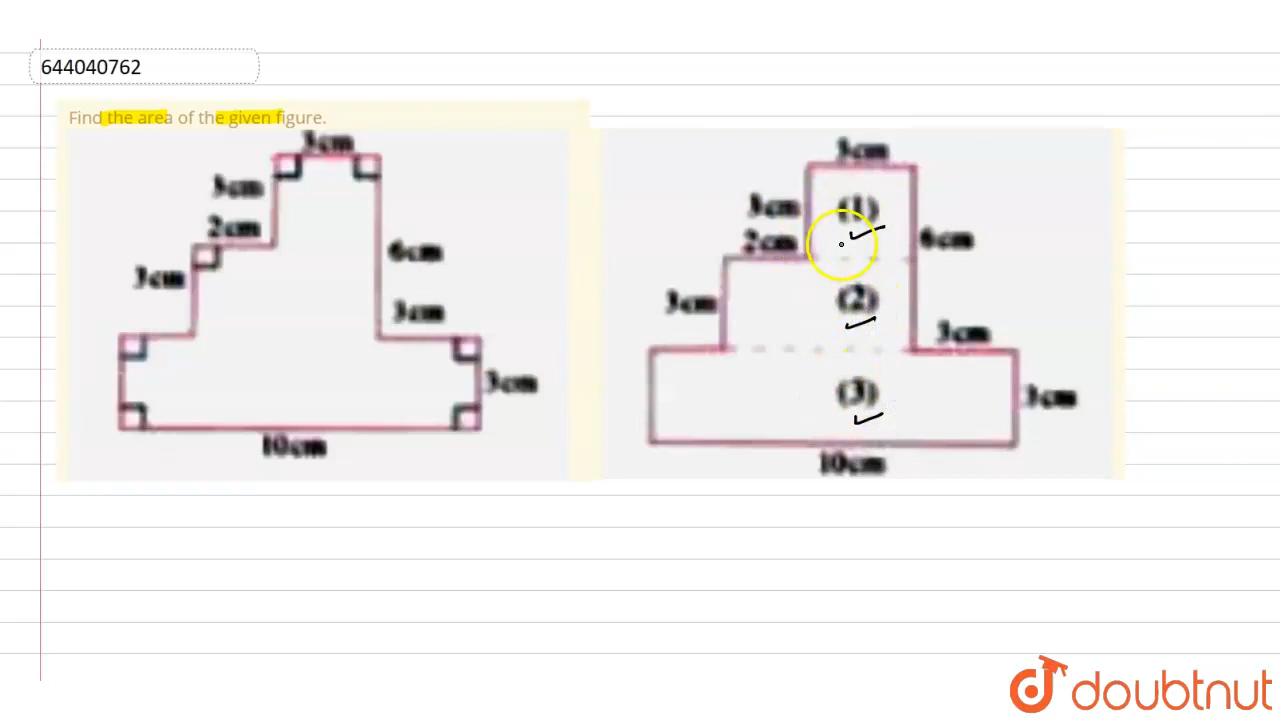 644040762
Find the area of the given figure.
3cm
3cm
2cm
3cm
6cm
3cm
3cm
10cm
3cm
3cm
(1)
2cm
6cm
3cm
(2)
3cm
(3)
3cm
10cm
doubtnut